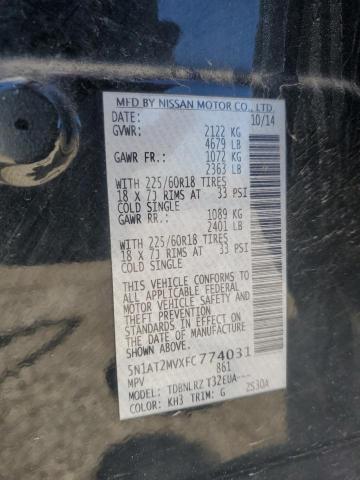 MFD BY NISSAN MOTOR CO., LTD.
DATE: 10/14
GVWR: 2122 KG
4679 LB
GAWR FR: 1072 KG
2363 LB
WITH 225/60R18 TIRES
18 X 7J RIMS AT 33 PSI
COLD SINGLE
GAWR RR: 1089 KG
2401 LB
WITH 225/60R18 TIRES
18 X 7J RIMS AT 33 PSI
COLD SINGLE
THIS VEHICLE CONFORMS TO
ALL APPLICABLE FEDERAL
MOTOR VEHICLE SAFETY AND
THEFT PREVENTION
STANDARDS IN EFFECT ON
THE DATE OF MANUFACTURE
SHOWN ABOVE.
5N1AT2MVXFC774031
MPV 861
MODEL: TDBNLRZ T32EUA----
COLOR: KH3 TRIM: G 2S30A